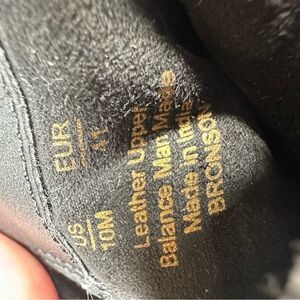 EUR
41
US
10M
Leather Upper
Balance Man Made
Made in India
BRONSON